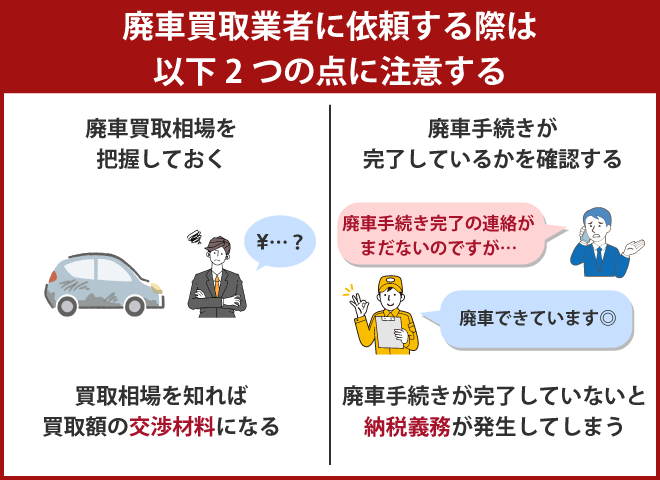 廃車買取業者に依頼する際は
以下2つの点に注意する
廃車買取相場を
把握しておく
¥…？
買取相場を知れば
買取額の交渉材料になる
廃車手続きが
完了しているかを確認する
廃車手続き完了の連絡が
まだないのですが…
廃車できています◎
廃車手続きが完了していないと
納税義務が発生してしまう